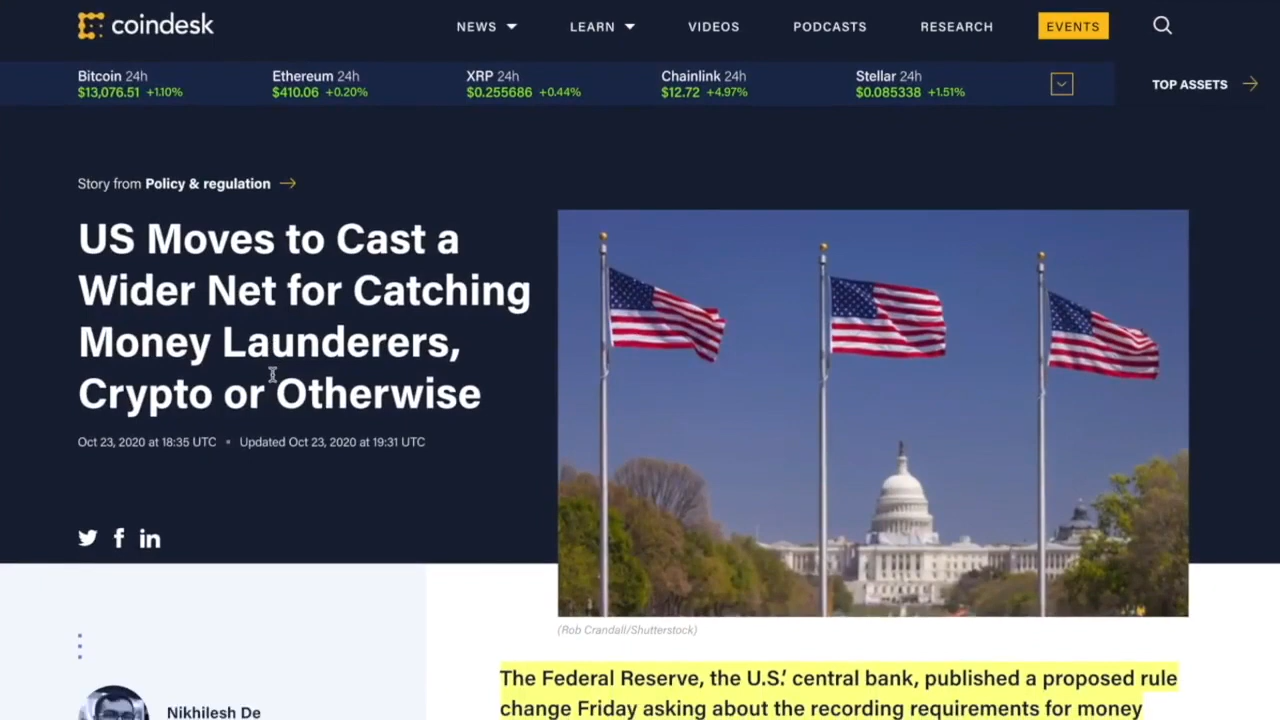 coindesk
NEWS LEARN VIDEOS PODCASTS RESEARCH EVENTS
Bitcoin 24h Ethereum 24h XRP 24h Chainlink 24h Stellar 24h
$13,076.51 +1.10% $410.06 +0.20% $0.255686 +0.44% $12.72 +4.97% $0.085338 +1.51%
TOP ASSETS
Story from Policy & regulation
US Moves to Cast a
Wider Net for Catching
Money Launderers,
Crypto or Otherwise
Oct 23, 2020 at 18:35 UTC • Updated Oct 23, 2020 at 19:31 UTC
(Rob Crandall/Shutterstock)
Nikhilesh De
The Federal Reserve, the U.S.' central bank, published a proposed rule
change Friday asking about the recording requirements for money